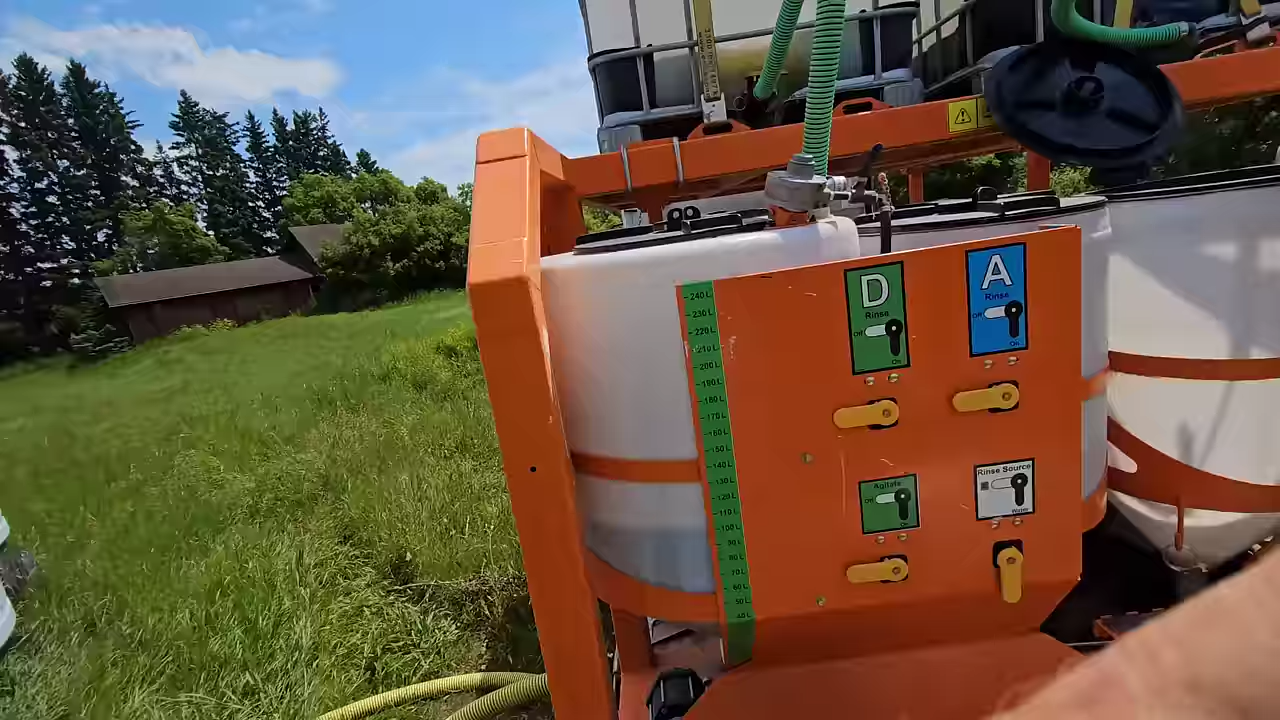 D
Rinse
Off
On
A
Rinse
Off
On
Agitate
Off
On
Rinse Source
Water
240 L
230 L
220 L
210 L
200 L
190 L
180 L
170 L
160 L
150 L
140 L
130 L
120 L
110 L
100 L
90 L
80 L
70 L
60 L
50 L
40 L